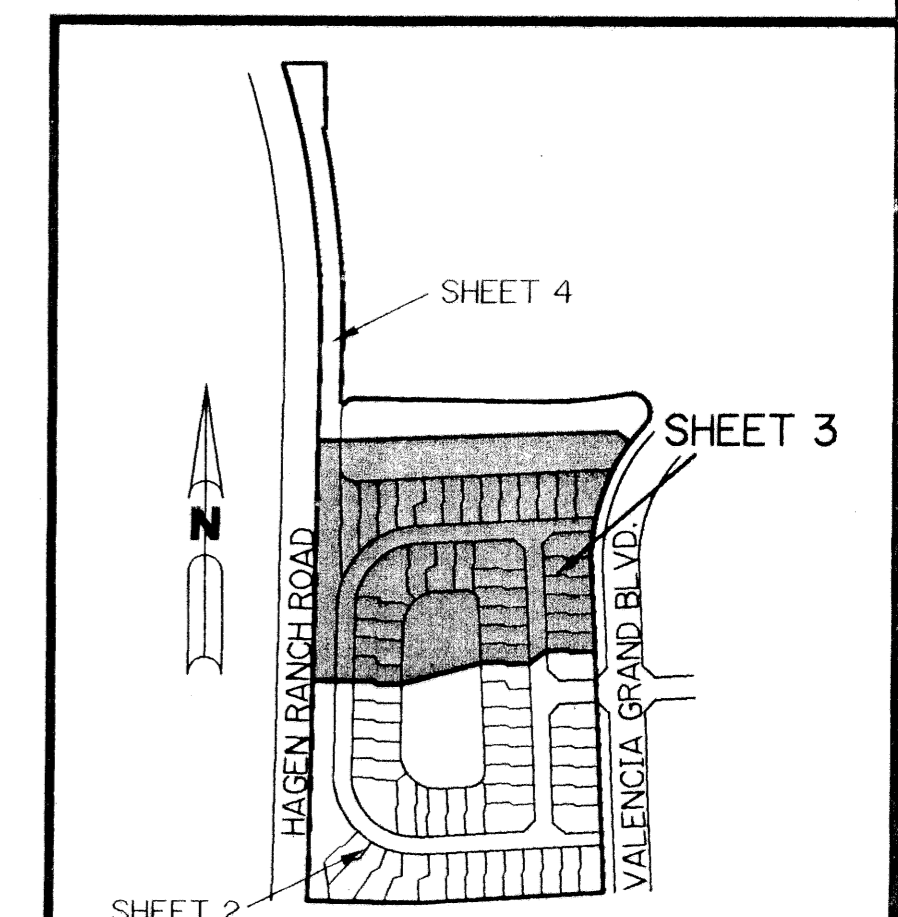 SHEET 4
SHEET 3
N
HAGEN RANCH ROAD
VALENCIA GRAND BLVD.
SHEET 2